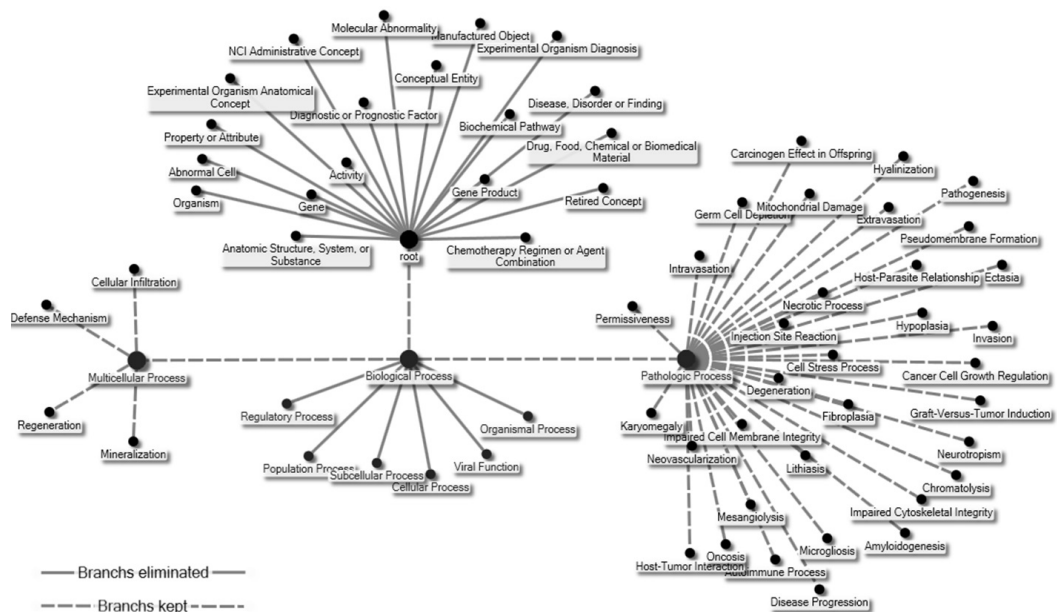 Molecular Abnormality
Manufactured Object
NCI Administrative Concept
Experimental Organism Diagnosis
Conceptual Entity
Experimental Organism Anatomical
Concept
Disease, Disorder or Finding
Diagnostic or Prognostic Factor
Biochemical Pathway
Property or Attribute
Drug, Food, Chemical or Biomedical
Material
Abnormal Cell
Activity
Gene Product
Organism
Gene
Retired Concept
Anatomic Structure, System, or
Substance
root
Chemotherapy Regimen or Agent
Combination
Carcinogen Effect in Offspring
Hyalinization
Pathogenesis
Germ Cell Depletion
Mitochondrial Damage
Extravasation
Pseudomembrane Formation
Intravasation
Host-Parasite Relationship
Ectasia
Necrotic Process
Permissiveness
Injection Site Reaction
Hypoplasia
Invasion
Cellular Infiltration
Defense Mechanism
Multicellular Process
Biological Process
Pathologic Process
Cell Stress Process
Cancer Cell Growth Regulation
Degeneration
Regeneration
Mineralization
Regulatory Process
Organismal Process
Population Process
Subcellular Process
Cellular Process
Viral Function
Karyomegaly
Fibroplasia
Graft-Versus-Tumor Induction
Impaired Cell Membrane Integrity
Neovascularization
Neurotropism
Lithiasis
Chromatolysis
Impaired Cytoskeletal Integrity
Mesangiolysis
Amyloidogenesis
Microgliosis
Oncosis
Host-Tumor Interaction
Autoimmune Process
Disease Progression
Branchs eliminated
Branchs kept